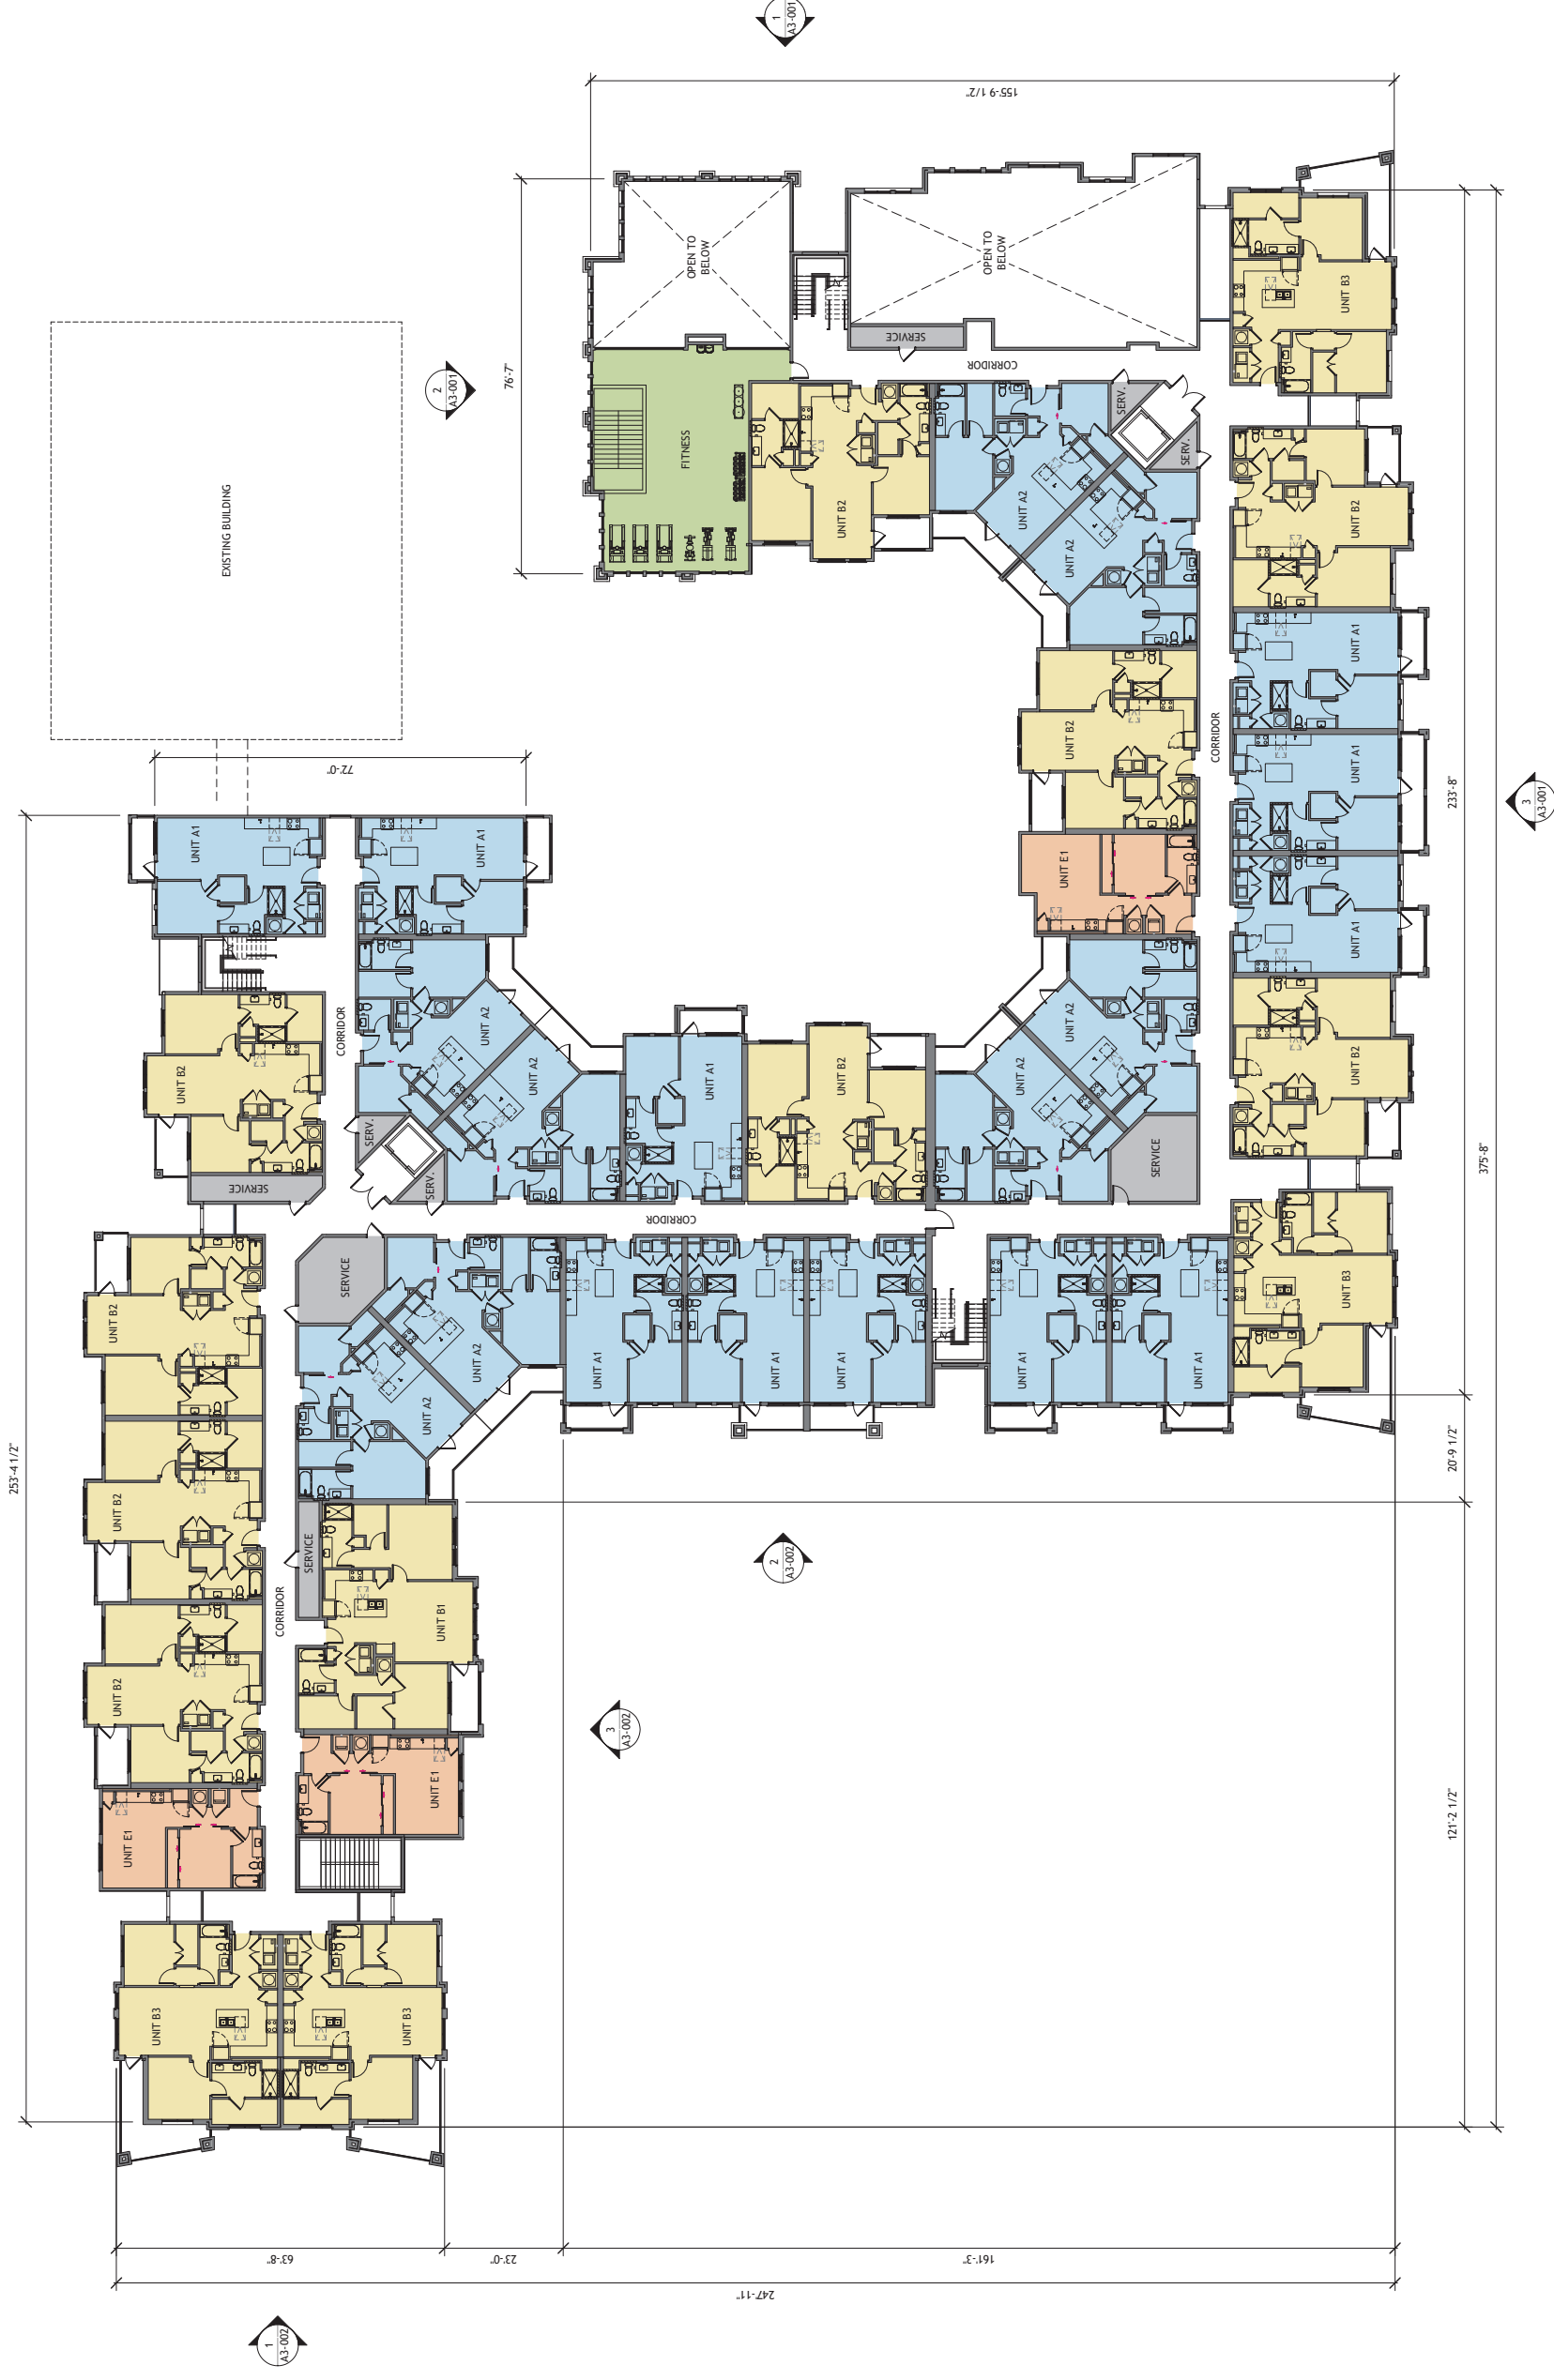 1
A3-001
155'-9 1/2"
76'-7"
OPEN TO
BELOW
OPEN TO
BELOW
SERVICE
CORRIDOR
UNIT B3
2
A3-001
EXISTING BUILDING
FITNESS
UNIT B2
UNIT A2
SERV.
SERV.
UNIT A2
UNIT B2
UNIT B2
CORRIDOR
UNIT A1
UNIT A1
UNIT A1
233'-8"
3
A3-001
72'-0"
UNIT A1
UNIT A1
UNIT E1
UNIT B2
CORRIDOR
UNIT A2
UNIT A2
UNIT A1
UNIT B2
UNIT A2
UNIT A2
UNIT B2
SERV.
SERV.
SERVICE
SERVICE
375'-8"
CORRIDOR
SERVICE
UNIT B2
UNIT A2
UNIT A2
UNIT A1
UNIT A1
UNIT A1
UNIT A1
UNIT A1
UNIT B3
253'-4 1/2"
20'-9 1/2"
UNIT B2
SERVICE
CORRIDOR
UNIT B1
2
A3-002
UNIT B2
3
A3-002
UNIT E1
UNIT E1
121'-2 1/2"
UNIT B3
UNIT B3
63'-8"
23'-0"
161'-3"
247'-11"
1
A3-002